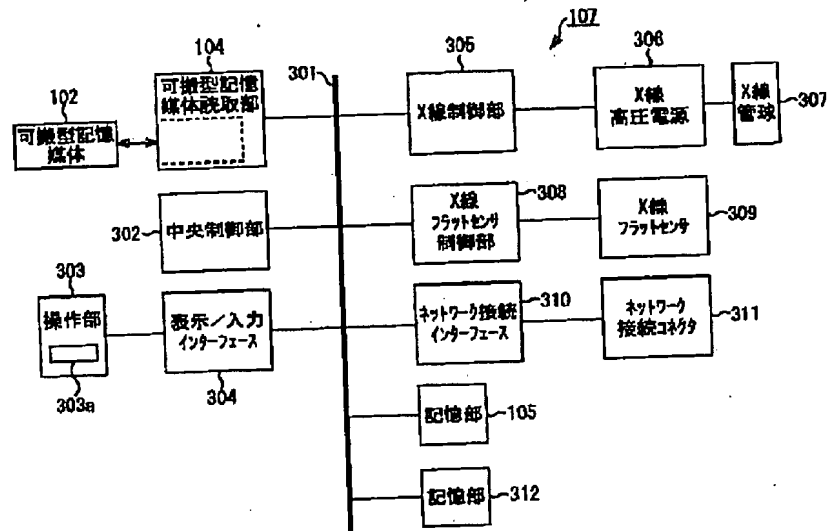 107
104
301
305
306
可搬型記憶
媒体読取部
102
可搬型記憶
媒体
X線制御部
X線
高圧電源
X線
管球
307
308
302
中央制御部
X線
フラットセンサ
制御部
X線
フラットセンサ
309
303
操作部
303a
表示/入力
インターフェース
304
310
ネットワーク接続
インターフェース
ネットワーク
接続コネクタ
311
記憶部
105
記憶部
312